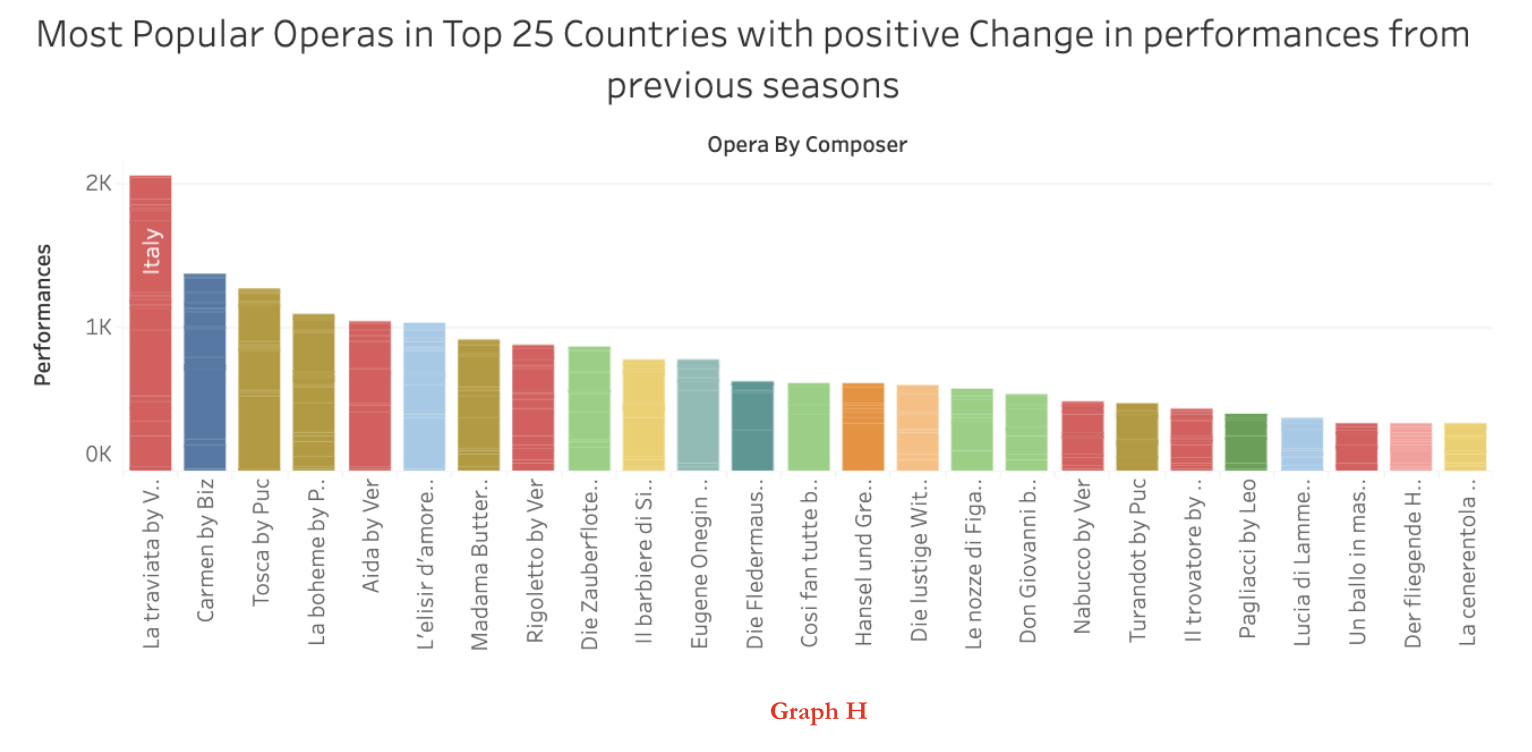 Most Popular Operas in Top 25 Countries with positive Change in performances from
previous seasons
Opera By Composer
Performances
2K
1K
0K
Italy
La traviata by V..
Carmen by Biz
Tosca by Puc
La boheme by P..
Aida by Ver
L'elisir d'amore..
Madama Butter..
Rigoletto by Ver
Die Zauberflote..
Il barbiere di Si..
Eugene Onegin ..
Die Fledermaus..
Cosi fan tutte b..
Hansel und Gre..
Die lustige Wit..
Le nozze di Figa..
Don Giovanni b..
Nabucco by Ver
Turandot by Puc
Il trovatore by ..
Pagliacci by Leo
Lucia di Lamme..
Un ballo in mas..
Der fliegende H..
La cenerentola ..
Graph H